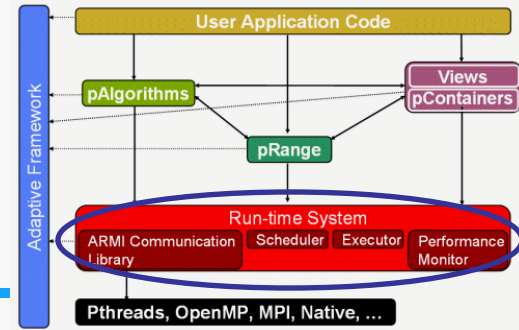 User Application Code
Adaptive Framework
Views
pAlgorithms
pContainers
pRange
Run-time System
ARMI Communication
Library
Scheduler
Executor
Performance
Monitor
Pthreads, OpenMP, MPI, Native, ...